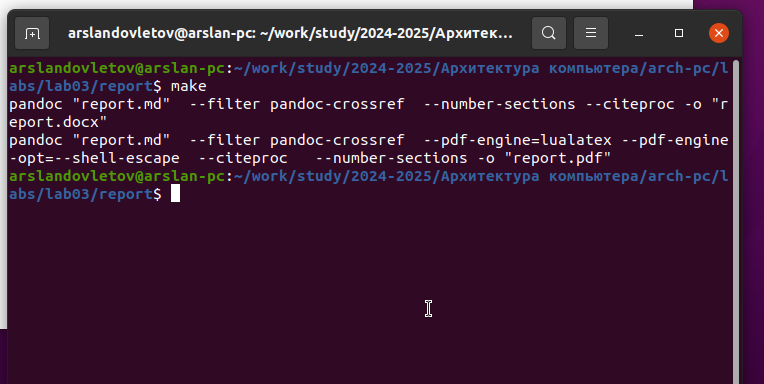 arslandovletov@arslan-pc: ~/work/study/2024-2025/Архитек...
arslandovletov@arslan-pc:~/work/study/2024-2025/Архитектура компьютера/arch-pc/l
abs/lab03/report$ make
pandoc "report.md"  --filter pandoc-crossref  --number-sections --citeproc -o "r
eport.docx"
pandoc "report.md"  --filter pandoc-crossref  --pdf-engine=lualatex --pdf-engine
-opt=--shell-escape  --citeproc   --number-sections -o "report.pdf"
arslandovletov@arslan-pc:~/work/study/2024-2025/Архитектура компьютера/arch-pc/l
abs/lab03/report$